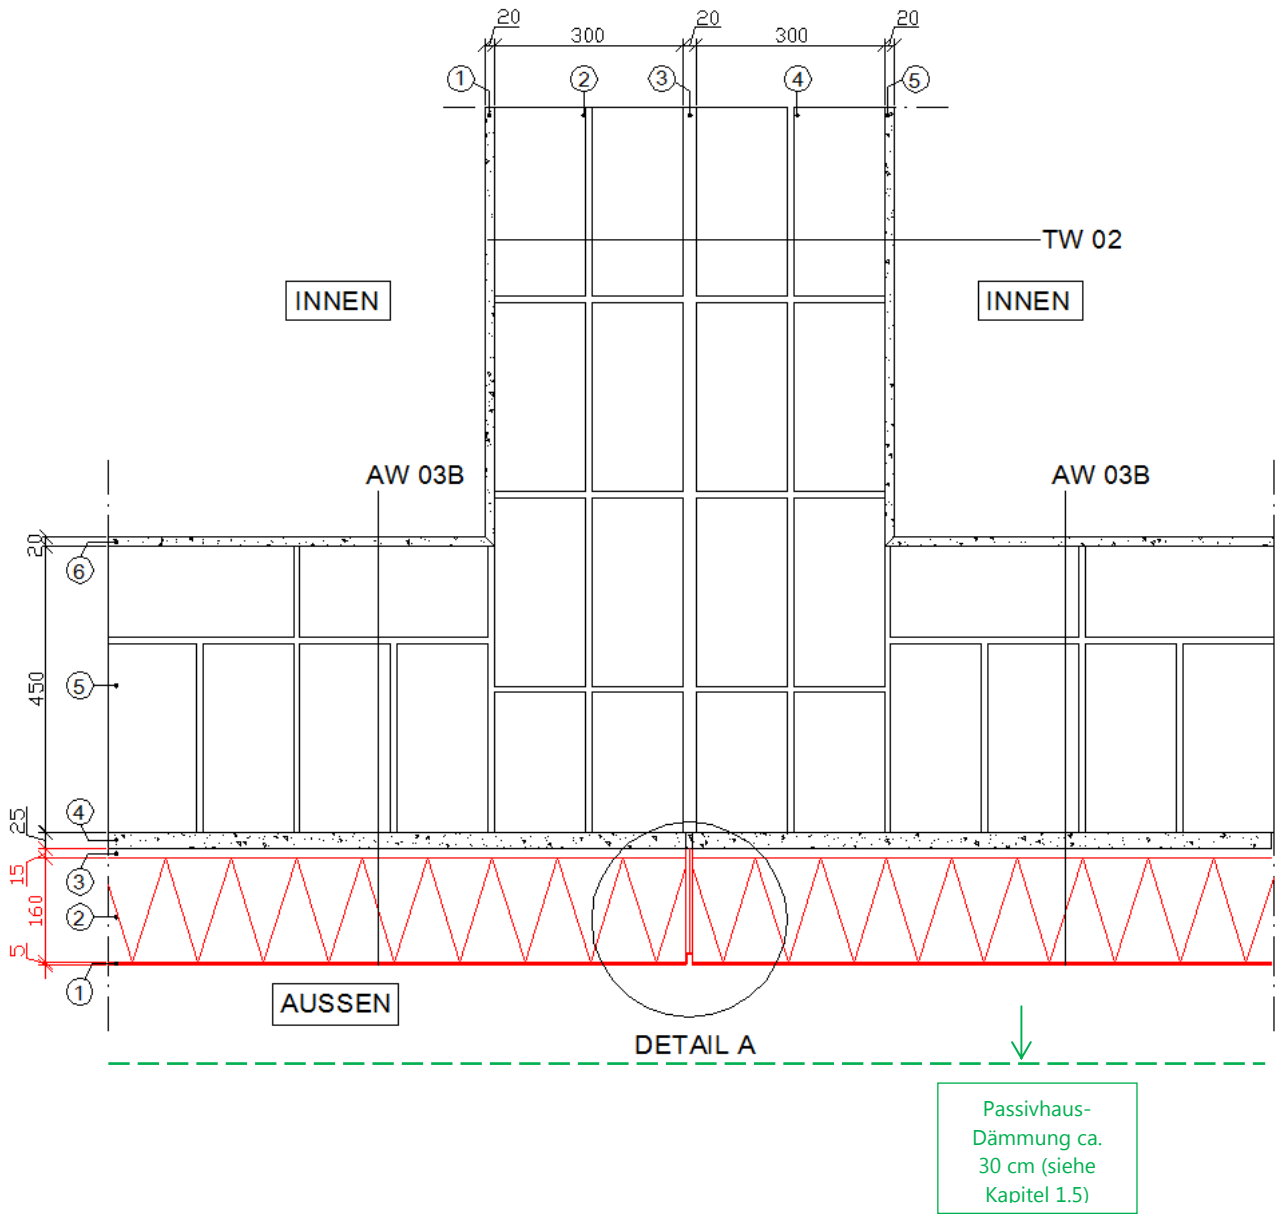 20 20 20
300 300
1 2 3 4 5
TW 02
INNEN INNEN
AW 03B AW 03B
20
6
5
450
4
25
3
15
2
160
5
1
AUSSEN
DETAIL A
Passivhaus-
Dämmung ca.
30 cm (siehe
Kapitel 1.5)